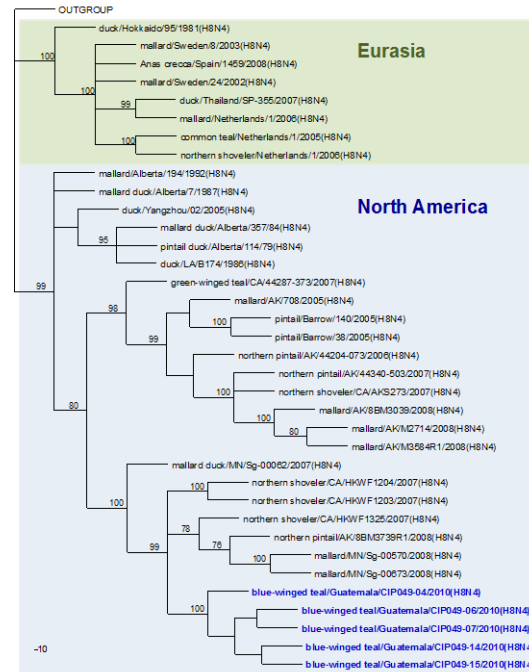 OUTGROUP
duck/Hokkaido/95/1981(H8N4)
Eurasia
mallard/Sweden/8/2003(H8N4)
100
Anas crecca/Spain/1459/2008(H8N4)
100
mallard/Sweden/24/2002(H8N4)
duck/Thailand/SP-355/2007(H8N4)
99
mallard/Netherlands/1/2006(H8N4)
common teal/Netherlands/1/2005(H8N4)
100
northern shoveler/Netherlands/1/2006(H8N4)
mallard/Alberta/194/1992(H8N4)
mallard duck/Alberta/7/1987(H8N4)
North America
duck/Yangzhou/02/2005(H8N4)
mallard duck/Alberta/357/84(H8N4)
95
pintail duck/Alberta/114/79(H8N4)
duck/LA/B174/1986(H8N4)
green-winged teal/CA/44287-373/2007(H8N4)
99
98
mallard/AK/708/2005(H8N4)
pintail/Barrow/140/2005(H8N4)
100
99
pintail/Barrow/38/2005(H8N4)
northern pintail/AK/44204-073/2006(H8N4)
northern pintail/AK/44340-503/2007(H8N4)
100
northern shoveler/CA/AKS273/2007(H8N4)
mallard/AK/8BM3039/2008(H8N4)
100
80
mallard/AK/M2714/2008(H8N4)
80
mallard/AK/M3584R1/2008(H8N4)
mallard duck/MN/Sg-00062/2007(H8N4)
100
northern shoveler/CA/HKWF1204/2007(H8N4)
100
northern shoveler/CA/HKWF1203/2007(H8N4)
northern shoveler/CA/HKWF1325/2007(H8N4)
78
northern pintail/AK/8BM3739R1/2008(H8N4)
99
76
mallard/MN/Sg-00570/2008(H8N4)
100
mallard/MN/Sg-00673/2008(H8N4)
blue-winged teal/Guatemala/CIP049-04/2010(H8N4)
100
blue-winged teal/Guatemala/CIP049-06/2010(H8N4)
blue-winged teal/Guatemala/CIP049-07/2010(H8N4)
blue-winged teal/Guatemala/CIP049-14/2010(H8N4)
–10
blue-winged teal/Guatemala/CIP049-15/2010(H8N4)